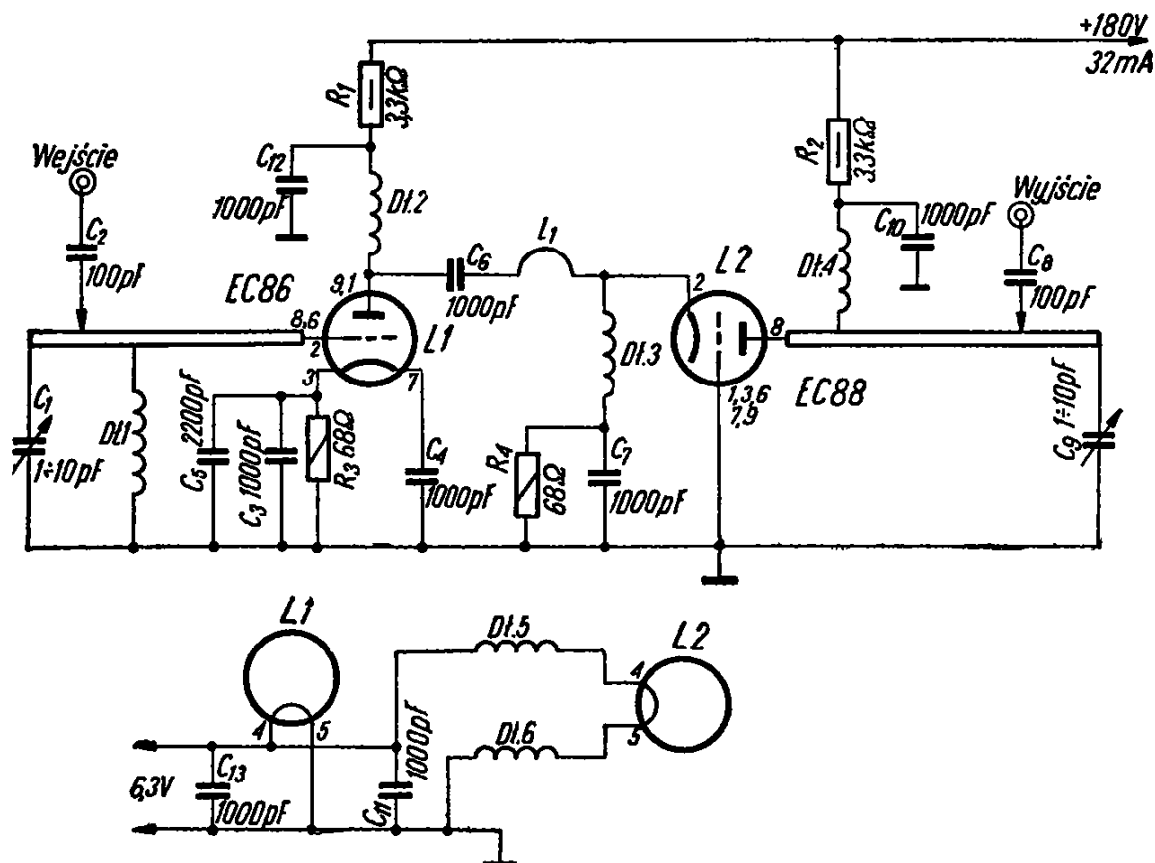 +180V
32mA
R1
3,3kΩ
R2
3,3kΩ
Wejście
C2
100pF
C12
1000pF
Dł.2
C10
1000pF
Wyjście
C8
100pF
Dł.4
EC86
9,1
C6
1000pF
l1
L2
2
8
8,6
2
L1
3
7
Dł.3
1,3,6
7,9
EC88
C1
1÷10pF
Dł.1
C5
2200pF
C3
1000pF
R3
68Ω
C4
1000pF
R4
68Ω
C7
1000pF
C9
1÷10pF
L1
4
5
Dł.5
L2
4
5
Dł.6
6,3V
C13
1000pF
C11
1000pF